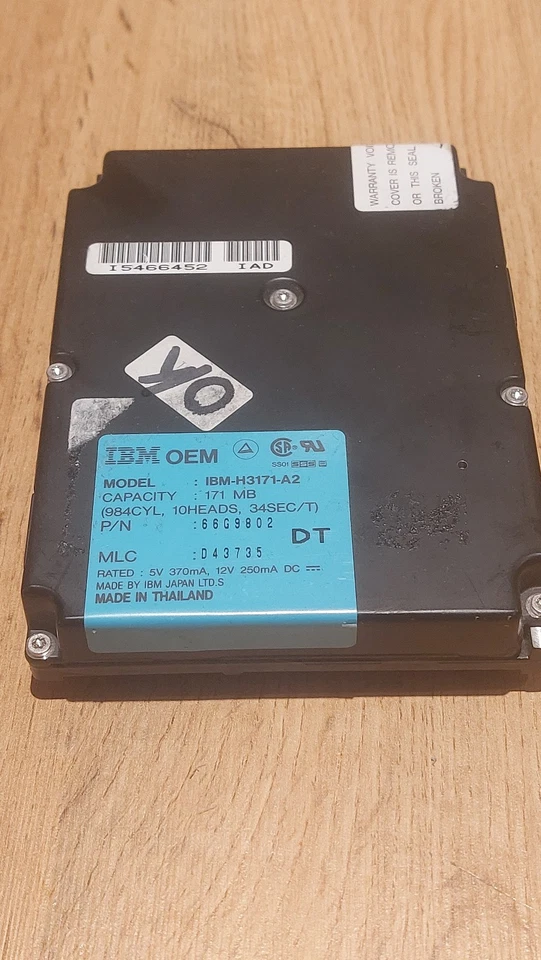 WARRANTY VOID
COVER IS REMO
OR THIS SEAL
BROKEN
I5466452 IAD
OK
IBM OEM
SS01
MODEL : IBM-H3171-A2
CAPACITY : 171 MB
(984CYL, 10HEADS, 34SEC/T)
P/N :66G9802
DT
MLC :D43735
RATED : 5V 370mA, 12V 250mA DC
MADE BY IBM JAPAN LTD.S
MADE IN THAILAND